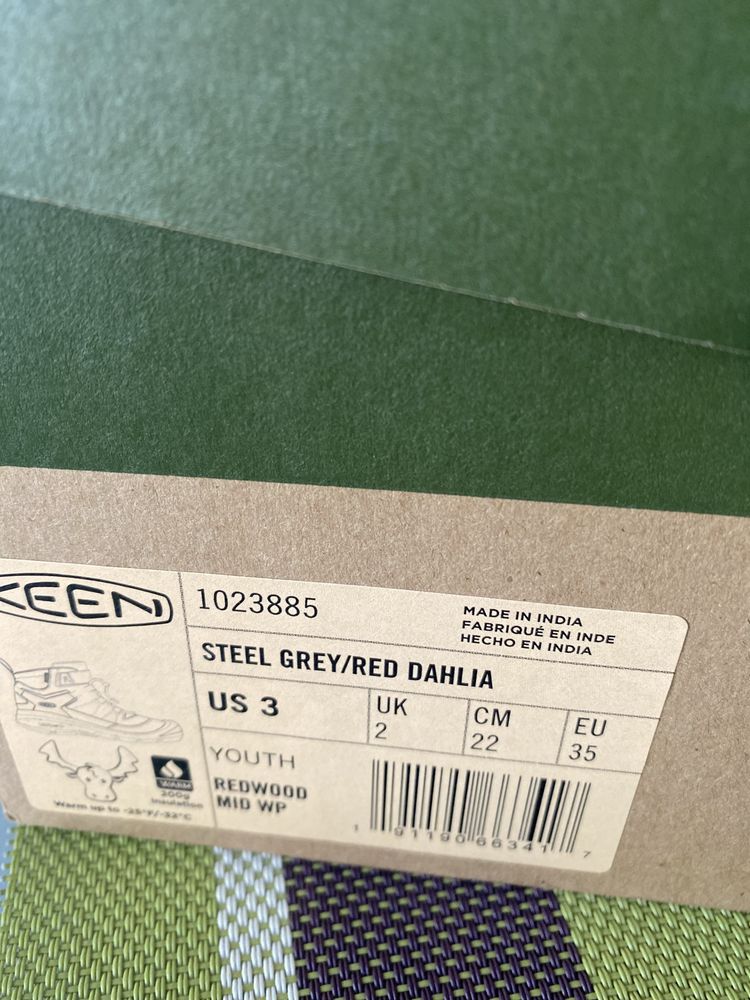 KEEN
1023885
MADE IN INDIA
FABRIQUÉ EN INDE
HECHO EN INDIA
STEEL GREY/RED DAHLIA
US 3
UK
2
CM
22
EU
35
YOUTH
REDWOOD
MID WP
WARM
200g
Insulation
Warm up to -25°F/-32°C
1 91190 66341 7